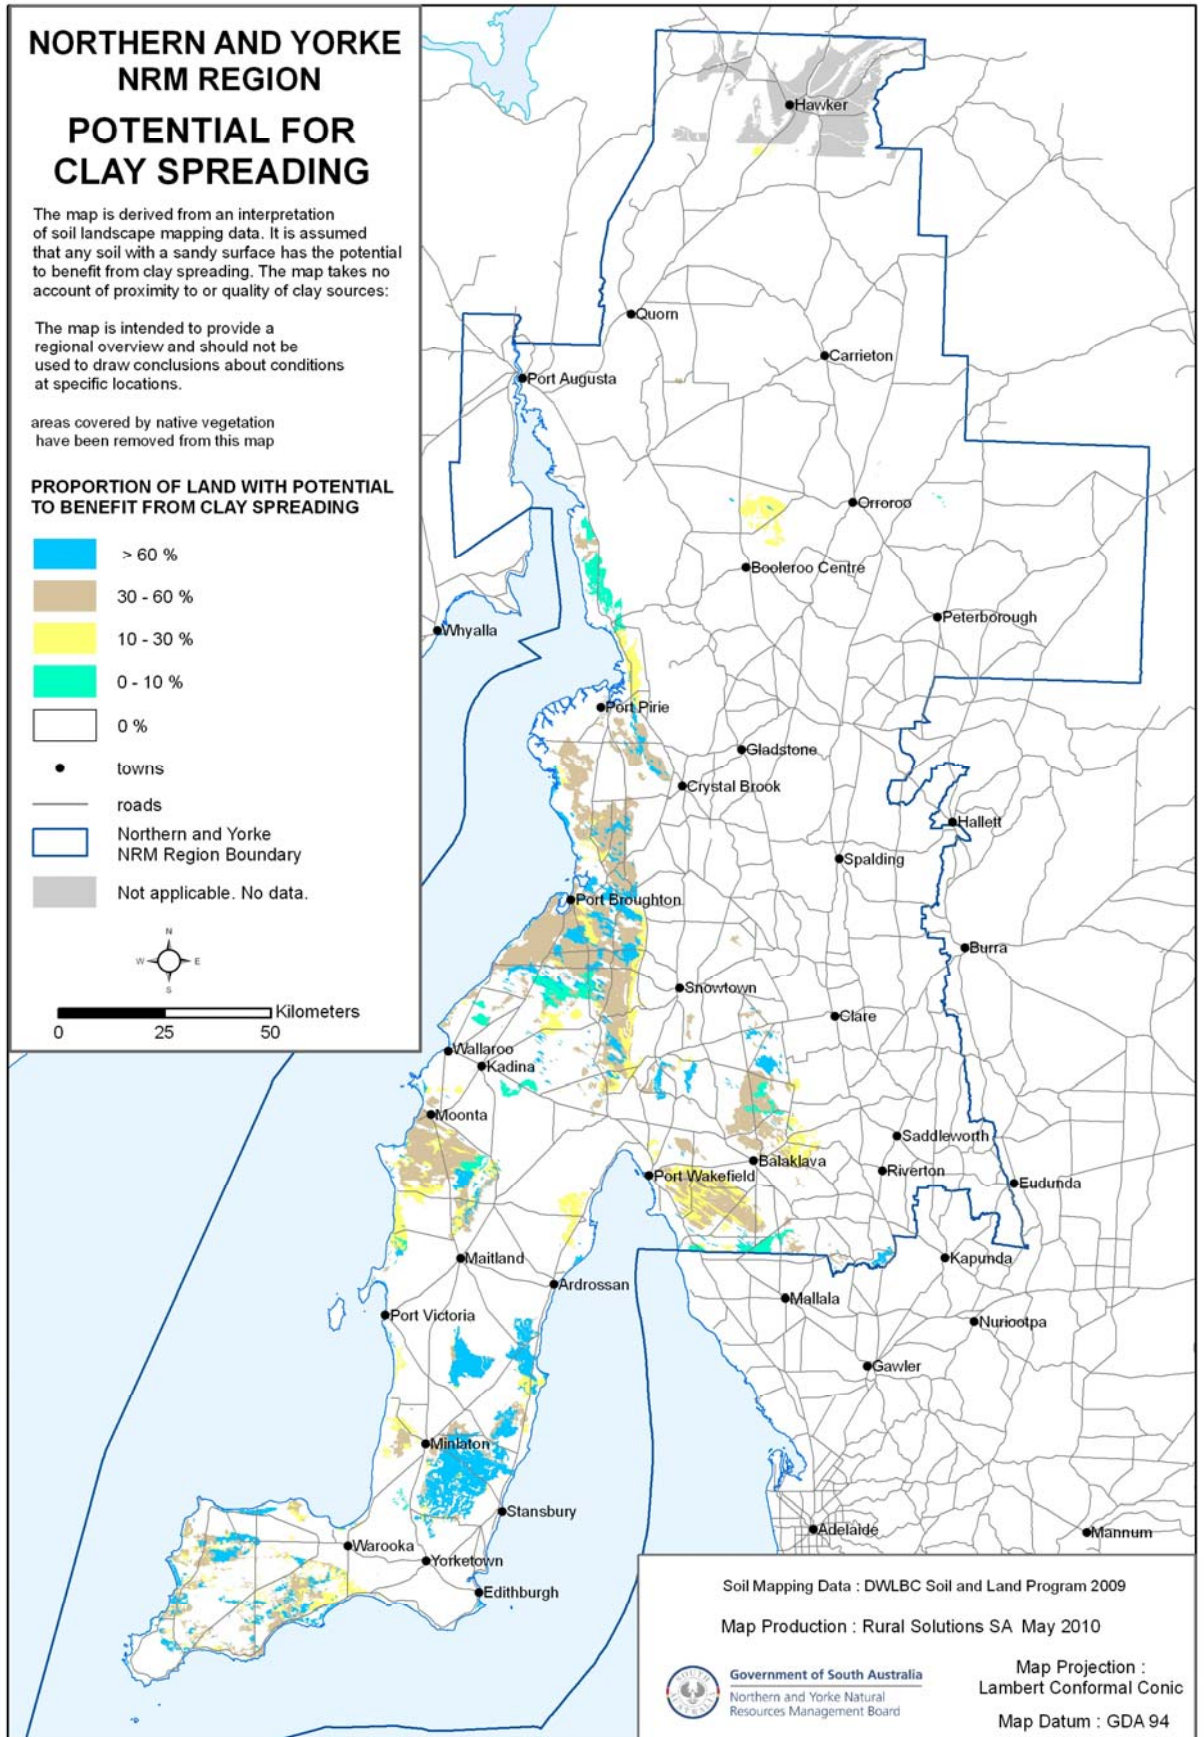 NORTHERN AND YORKE
NRM REGION
POTENTIAL FOR
CLAY SPREADING
The map is derived from an interpretation
of soil landscape mapping data. It is assumed
that any soil with a sandy surface has the potential
to benefit from clay spreading. The map takes no
account of proximity to or quality of clay sources:
The map is intended to provide a
regional overview and should not be
used to draw conclusions about conditions
at specific locations.
areas covered by native vegetation
have been removed from this map
PROPORTION OF LAND WITH POTENTIAL
TO BENEFIT FROM CLAY SPREADING
> 60 %
30 - 60 %
10 - 30 %
0 - 10 %
0 %
towns
roads
Northern and Yorke
NRM Region Boundary
Not applicable. No data.
N
W E
S
Kilometers
0 25 50
Hawker
Quorn
Carrieton
Port Augusta
Orroroo
Booleroo Centre
Peterborough
Whyalla
Port Pirie
Gladstone
Crystal Brook
Hallett
Spalding
Port Broughton
Burra
Snowtown
Clare
Wallaroo
Kadina
Moonta
Saddleworth
Balaklava
Riverton
Port Wakefield
Eudunda
Maitland
Kapunda
Ardrossan
Mallala
Port Victoria
Nuriootpa
Gawler
Minlaton
Stansbury
Adelaide
Mannum
Warooka
Yorketown
Edithburgh
Soil Mapping Data : DWLBC Soil and Land Program 2009
Map Production : Rural Solutions SA May 2010
SOUTH
AUSTRALIA
Government of South Australia
Northern and Yorke Natural
Resources Management Board
Map Projection :
Lambert Conformal Conic
Map Datum : GDA 94